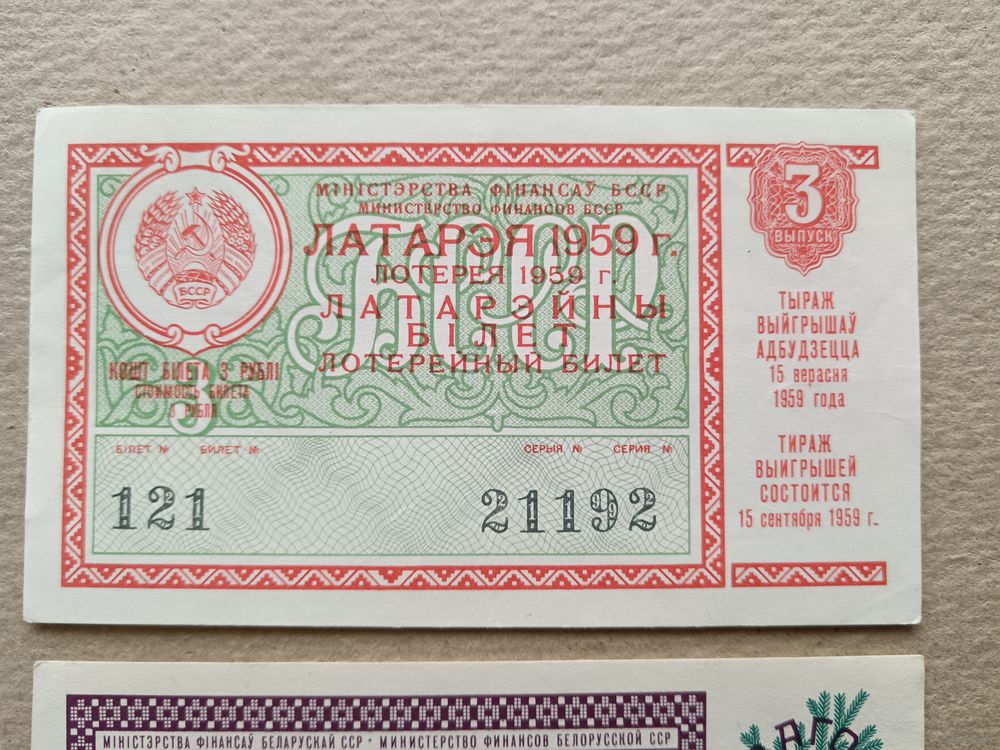 МІНІСТЭРСТВА ФІНАНСАЎ БССР
МИНИСТЕРСТВО ФИНАНСОВ БССР
ЛАТАРЭЯ 1959 г.
ЛОТЕРЕЯ 1959 г.
ЛАТАРЭЙНЫ
БІЛЕТ
ЛОТЕРЕЙНЫЙ БИЛЕТ
БССР
БССР
КОШТ БІЛЕТА 3 РУБЛІ
СТОИМОСТЬ БИЛЕТА
3 РУБЛЯ
3
БІЛЕТ № БИЛЕТ №
СЕРЫЯ № СЕРИЯ №
121
21192
3
ВЫПУСК
ТЫРАЖ
ВЫЙГРЫШАЎ
АДБУДЗЕЦЦА
15 верасня
1959 года
ТИРАЖ
ВЫИГРЫШЕЙ
СОСТОИТСЯ
15 сентября 1959 г.
МІНІСТЭРСТВА ФІНАНСАЎ БЕЛАРУСКАЙ ССР • МИНИСТЕРСТВО ФИНАНСОВ БЕЛОРУССКОЙ ССР